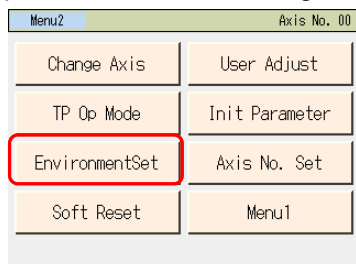 Menu2 Axis No. 00
Change Axis User Adjust
TP Op Mode Init Parameter
EnvironmentSet Axis No. Set
Soft Reset Menu1